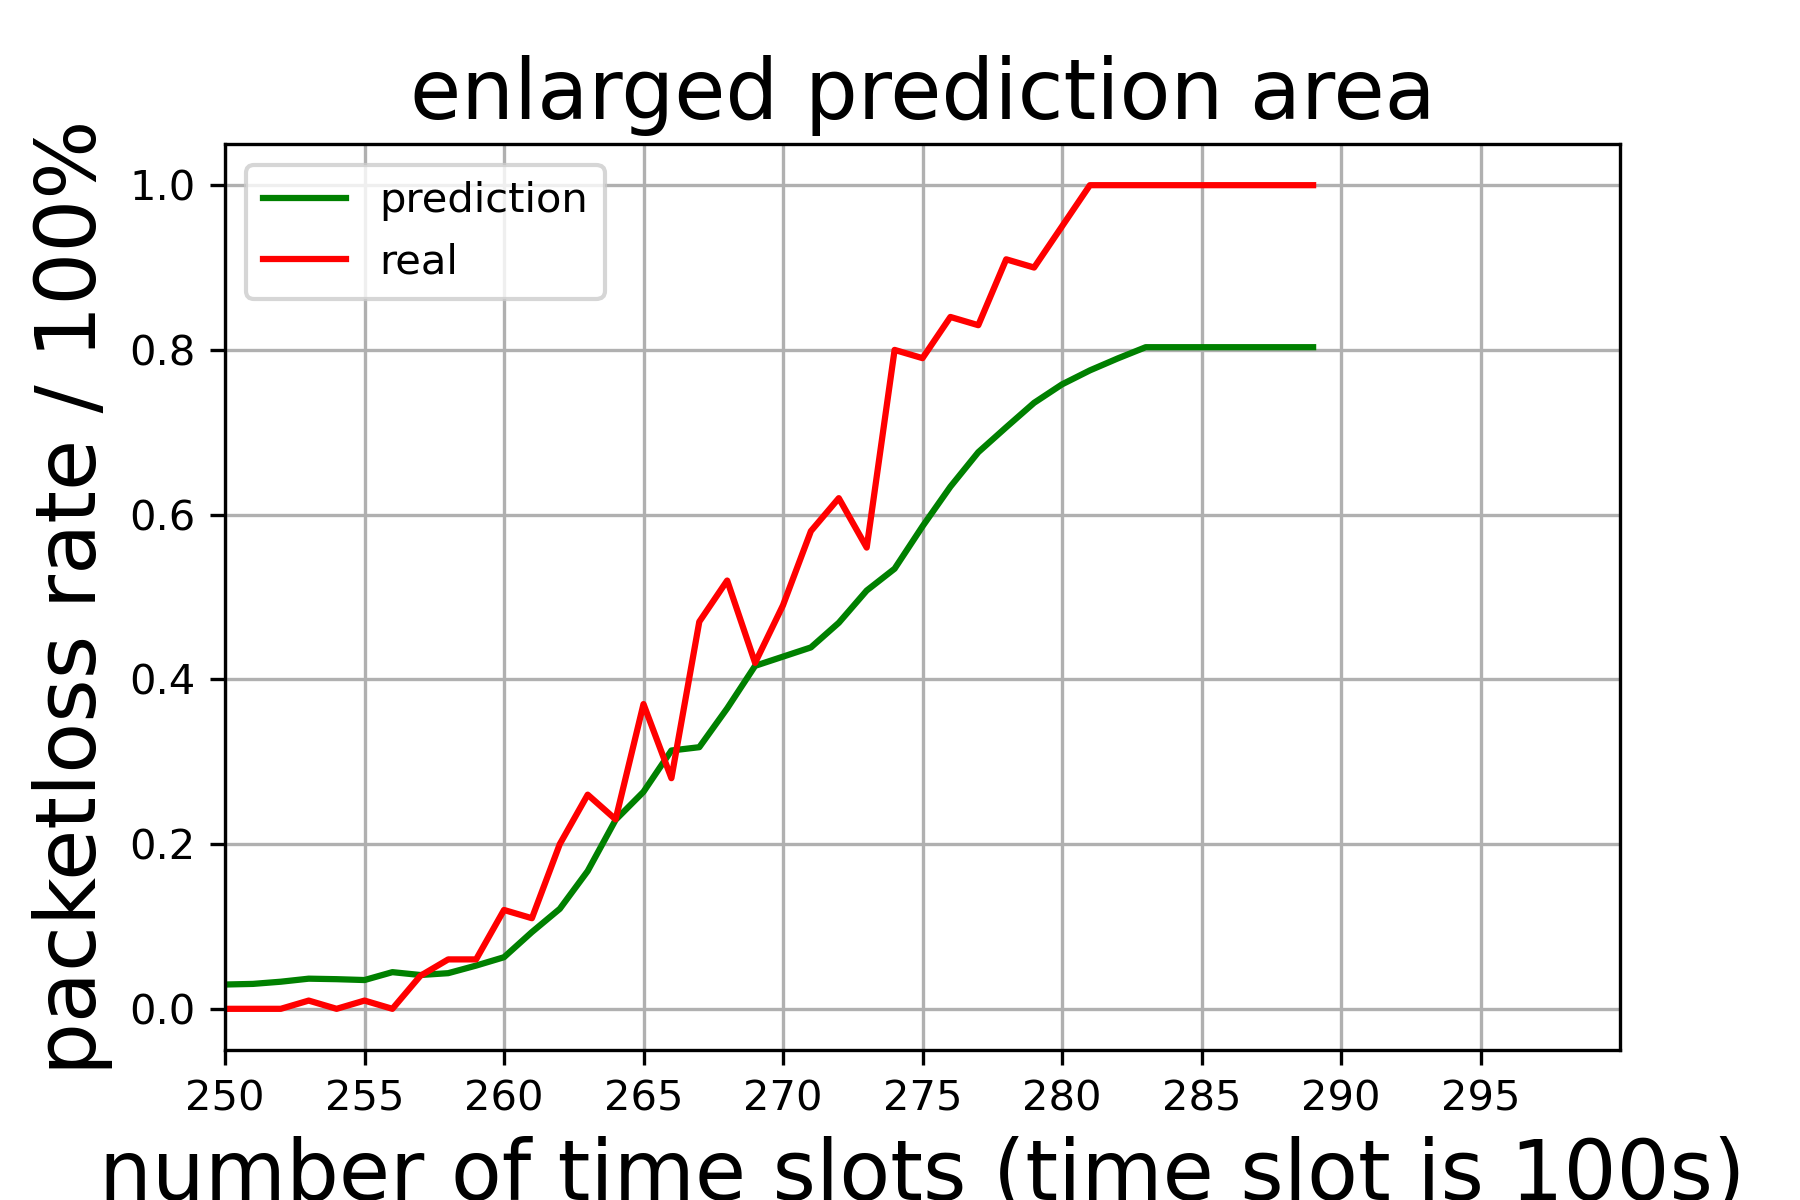 enlarged prediction area
packetloss rate / 100%
1.0
0.8
0.6
0.4
0.2
0.0
prediction
real
250 255 260 265 270 275 280 285 290 295
number of time slots (time slot is 100s)